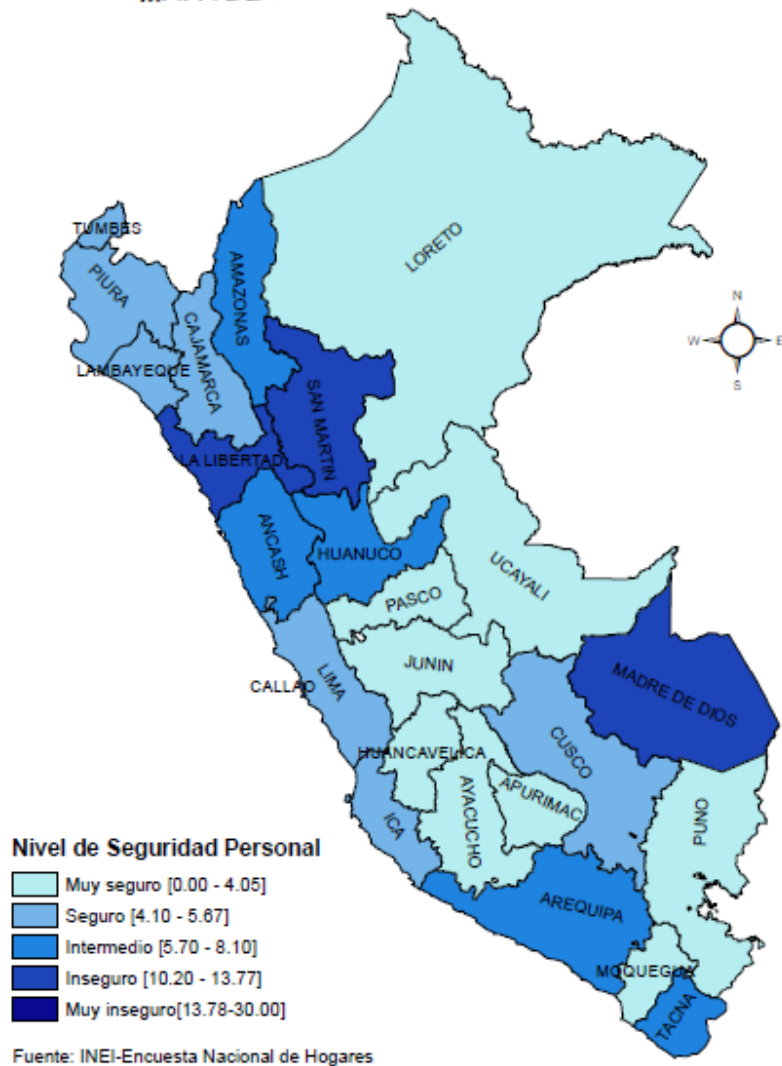 N
W
E
S
TUMBES
PIURA
LAMBAYEQUE
CAJAMARCA
AMAZONAS
LORETO
SAN MARTIN
LA LIBERTAD
ANCASH
HUANUCO
PASCO
UCAYALI
JUNIN
LIMA
CALLAO
MADRE DE DIOS
HUANCAVELICA
CUSCO
ICA
AYACUCHO
APURIMAC
PUNO
AREQUIPA
MOQUEGUA
TACNA
Nivel de Seguridad Personal
Muy seguro [0.00 - 4.05]
Seguro [4.10 - 5.67]
Intermedio [5.70 - 8.10]
Inseguro [10.20 - 13.77]
Muy inseguro[13.78-30.00]
Fuente: INEI-Encuesta Nacional de Hogares